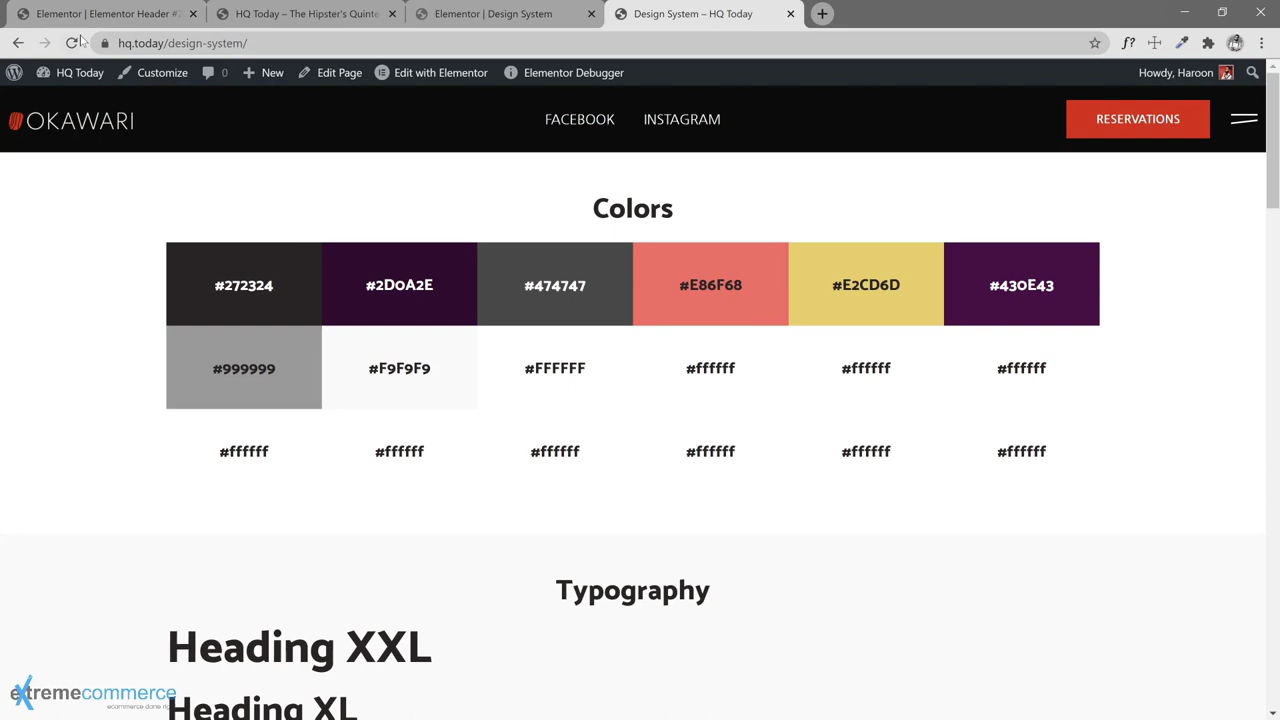 Elementor | Elementor Header #2
HQ Today – The Hipster's Quinte
Elementor | Design System
Design System – HQ Today
hq.today/design-system/
f?
HQ Today
Customize
0
New
Edit Page
Edit with Elementor
Elementor Debugger
Howdy, Haroon
OKAWARI
FACEBOOK
INSTAGRAM
RESERVATIONS
Colors
#272324
#2D0A2E
#474747
#E86F68
#E2CD6D
#430E43
#999999
#F9F9F9
#FFFFFF
#ffffff
#ffffff
#ffffff
#ffffff
#ffffff
#ffffff
#ffffff
#ffffff
#ffffff
Typography
Heading XXL
Heading XL
extremecommerce
ecommerce done